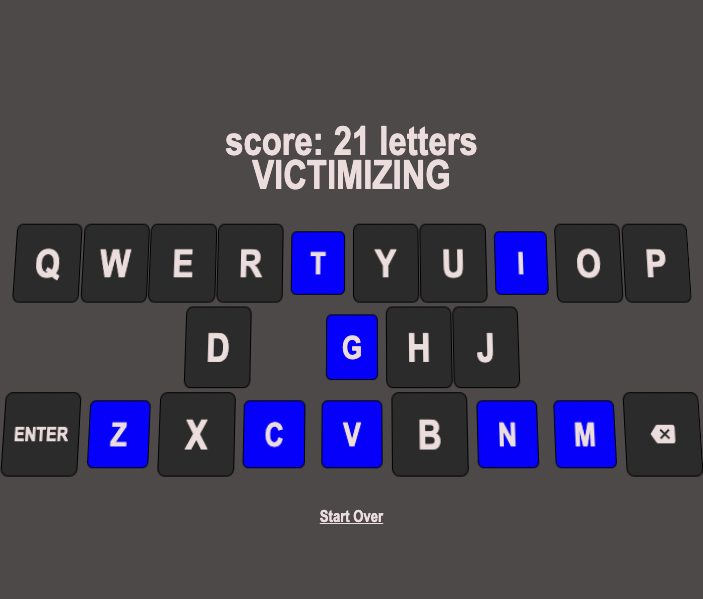 score: 21 letters
VICTIMIZING
Q W E R T Y U I O P
D G H J
ENTER Z X C V B N M
Start Over